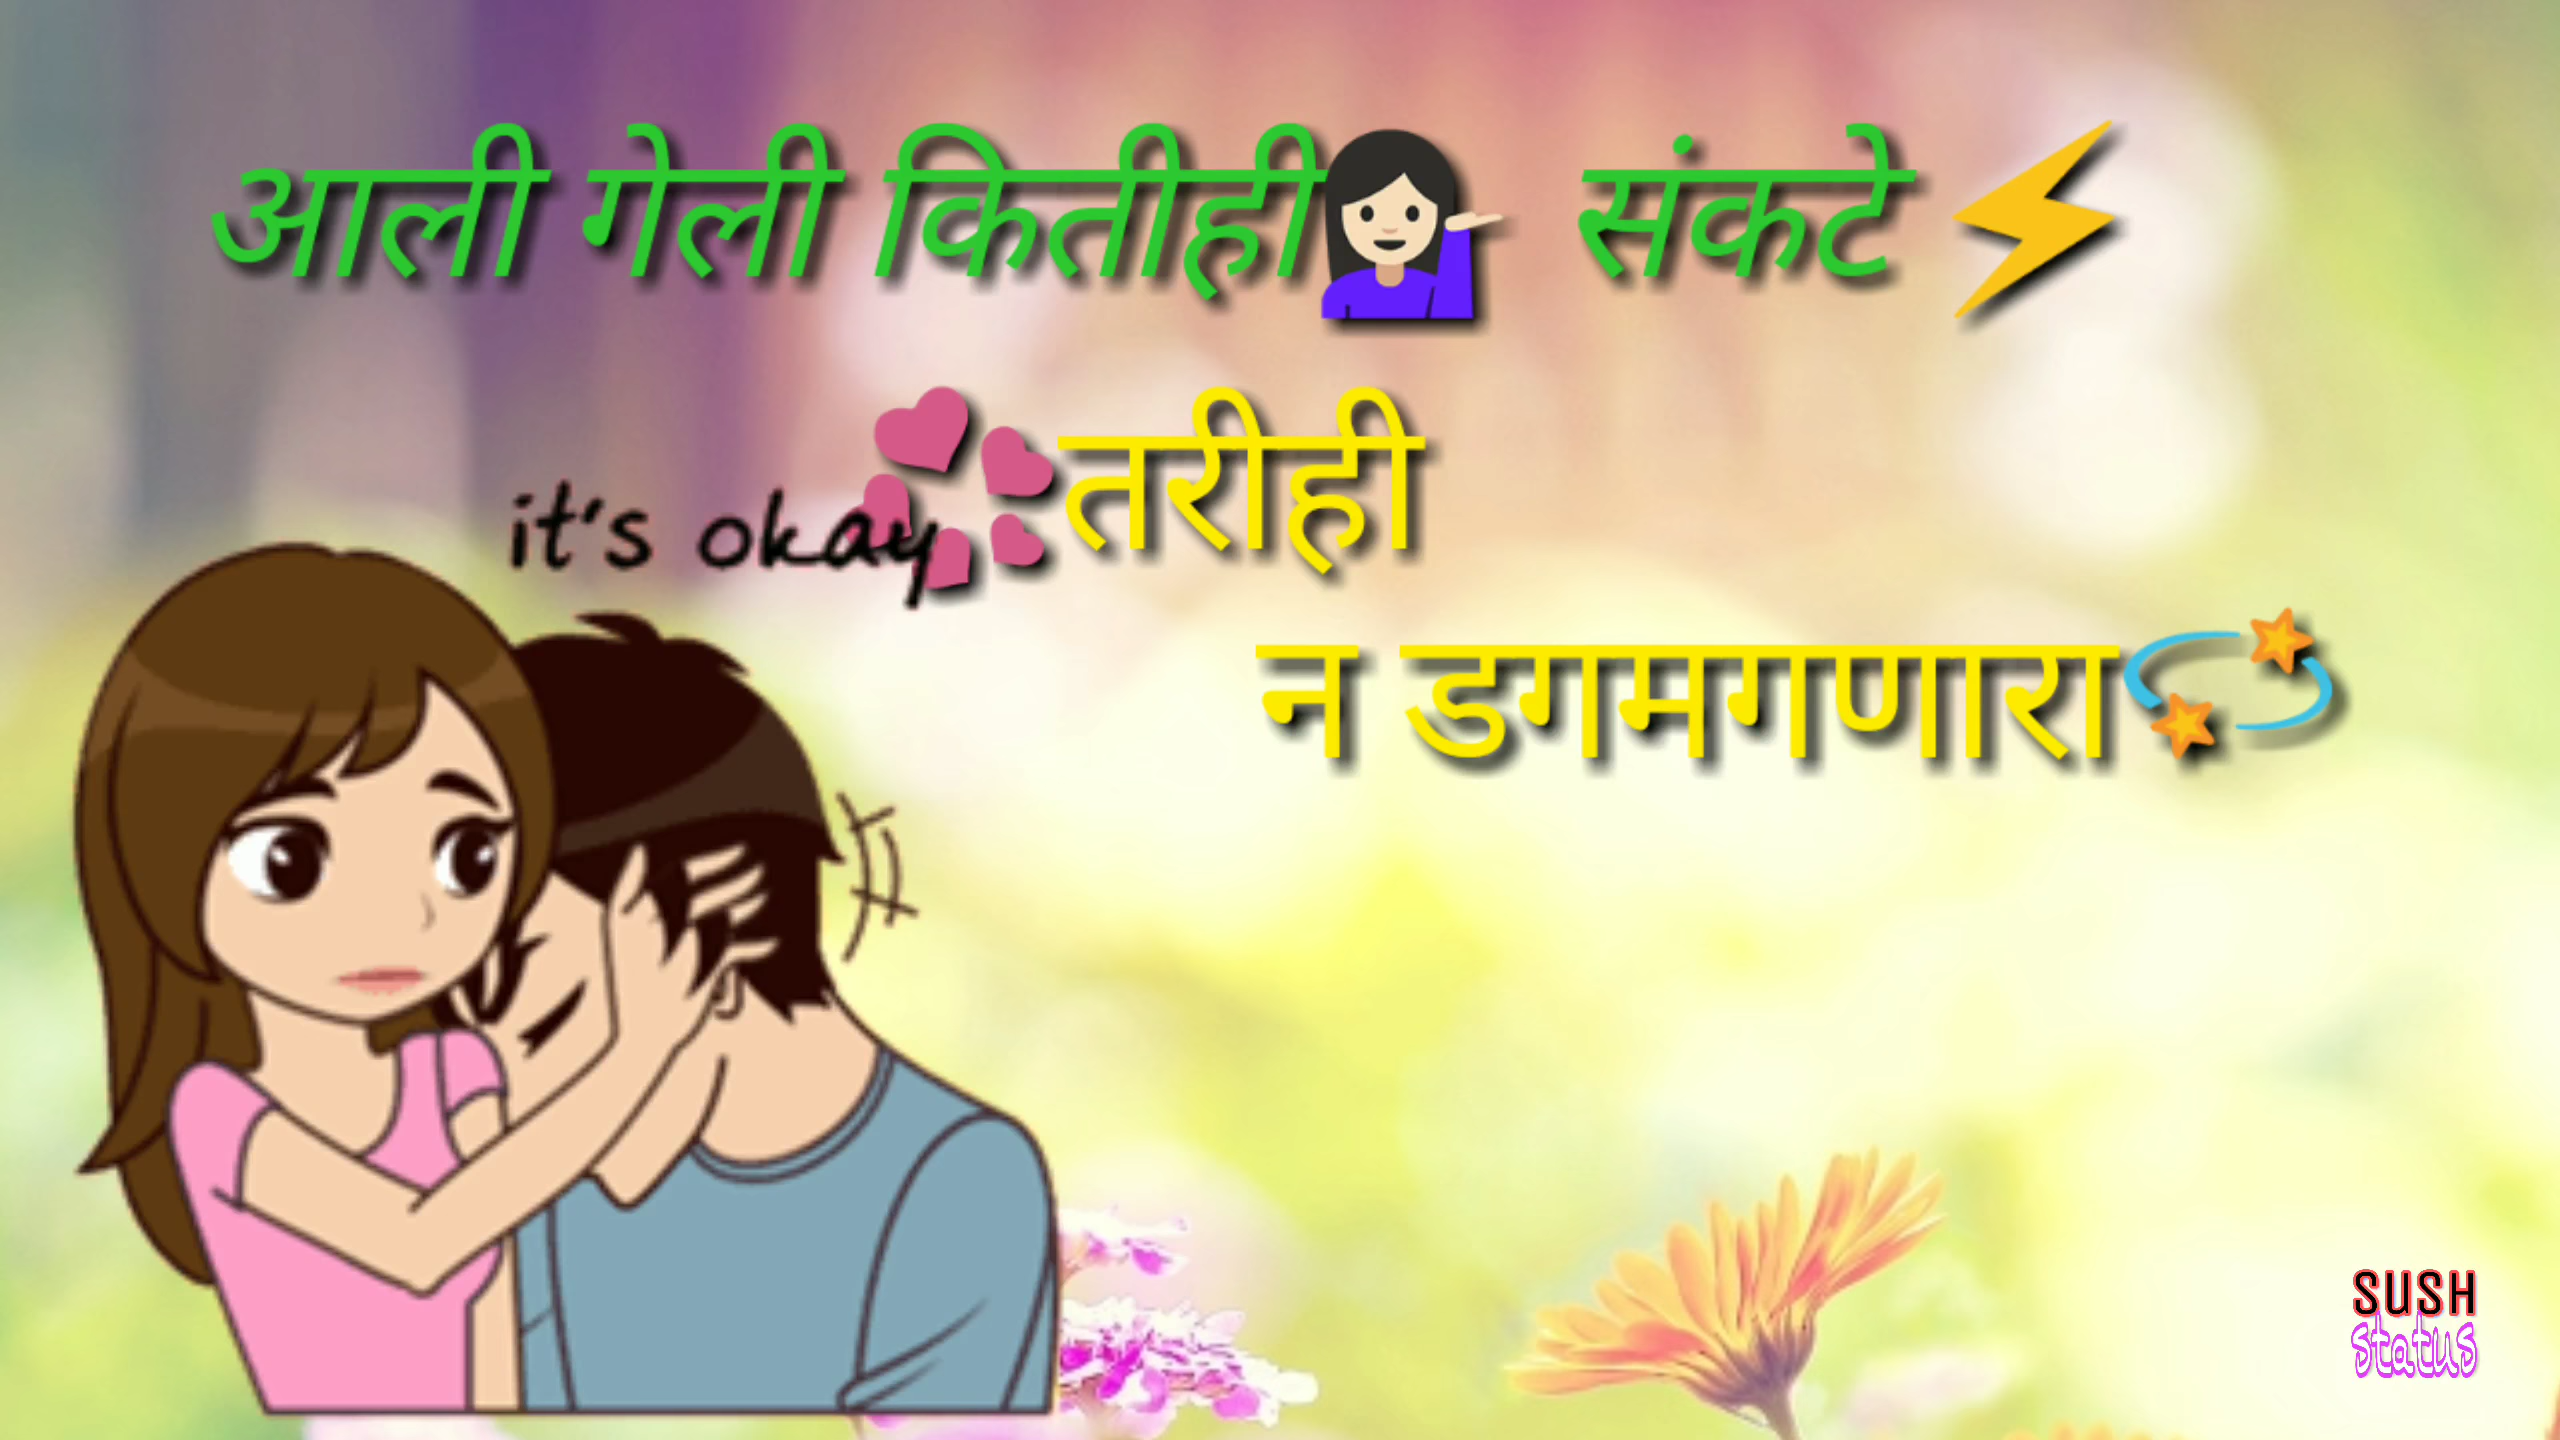 आली गेली कितीही💁🏻‍♀️ संकटे⚡
💞तरीही
it's okay
न डगमगणारा💫
SUSH
status